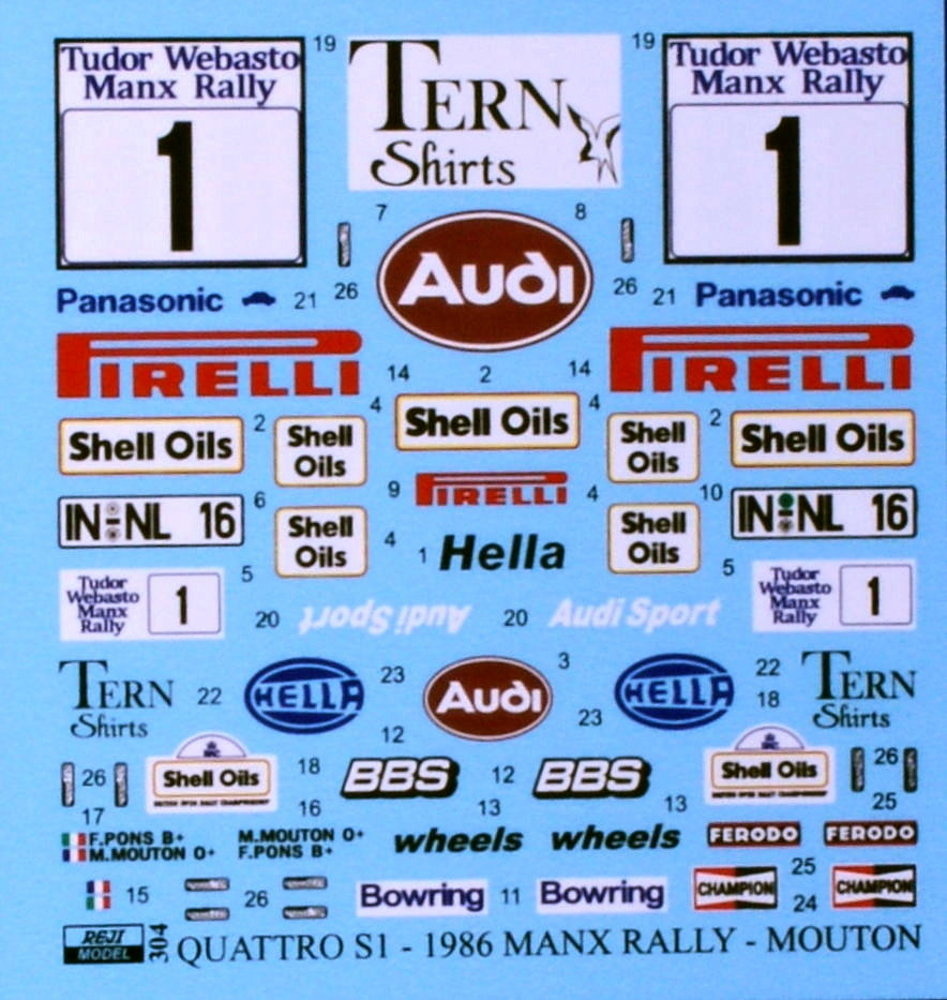 Tudor Webasto
Manx Rally
1
19
TERN
Shirts
19
Tudor Webasto
Manx Rally
1
7
8
Audi
Panasonic
21
26
26
21
Panasonic
PIRELLI
14
2
14
PIRELLI
Shell Oils
2
Shell
Oils
4
Shell Oils
4
Shell
Oils
2
Shell Oils
IN NL 16
6
9
PIRELLI
4
10
IN NL 16
Shell
Oils
4
1
Hella
Shell
Oils
5
5
Tudor
Webasto
Manx
Rally
1
20
Audi Sport
20
Audi Sport
Tudor
Webasto
Manx
Rally
1
TERN
Shirts
22
HELLA
23
Audi
3
23
HELLA
22
18
TERN
Shirts
12
26
Shell Oils
18
BBS
12
BBS
Shell Oils
26
17
16
13
13
25
F.PONS B+
M.MOUTON O+
M.MOUTON O+
F.PONS B+
wheels
wheels
FERODO
FERODO
15
26
Bowring
11
Bowring
CHAMPION
25
24
CHAMPION
REJI
MODEL
304
QUATTRO S1 - 1986 MANX RALLY - MOUTON